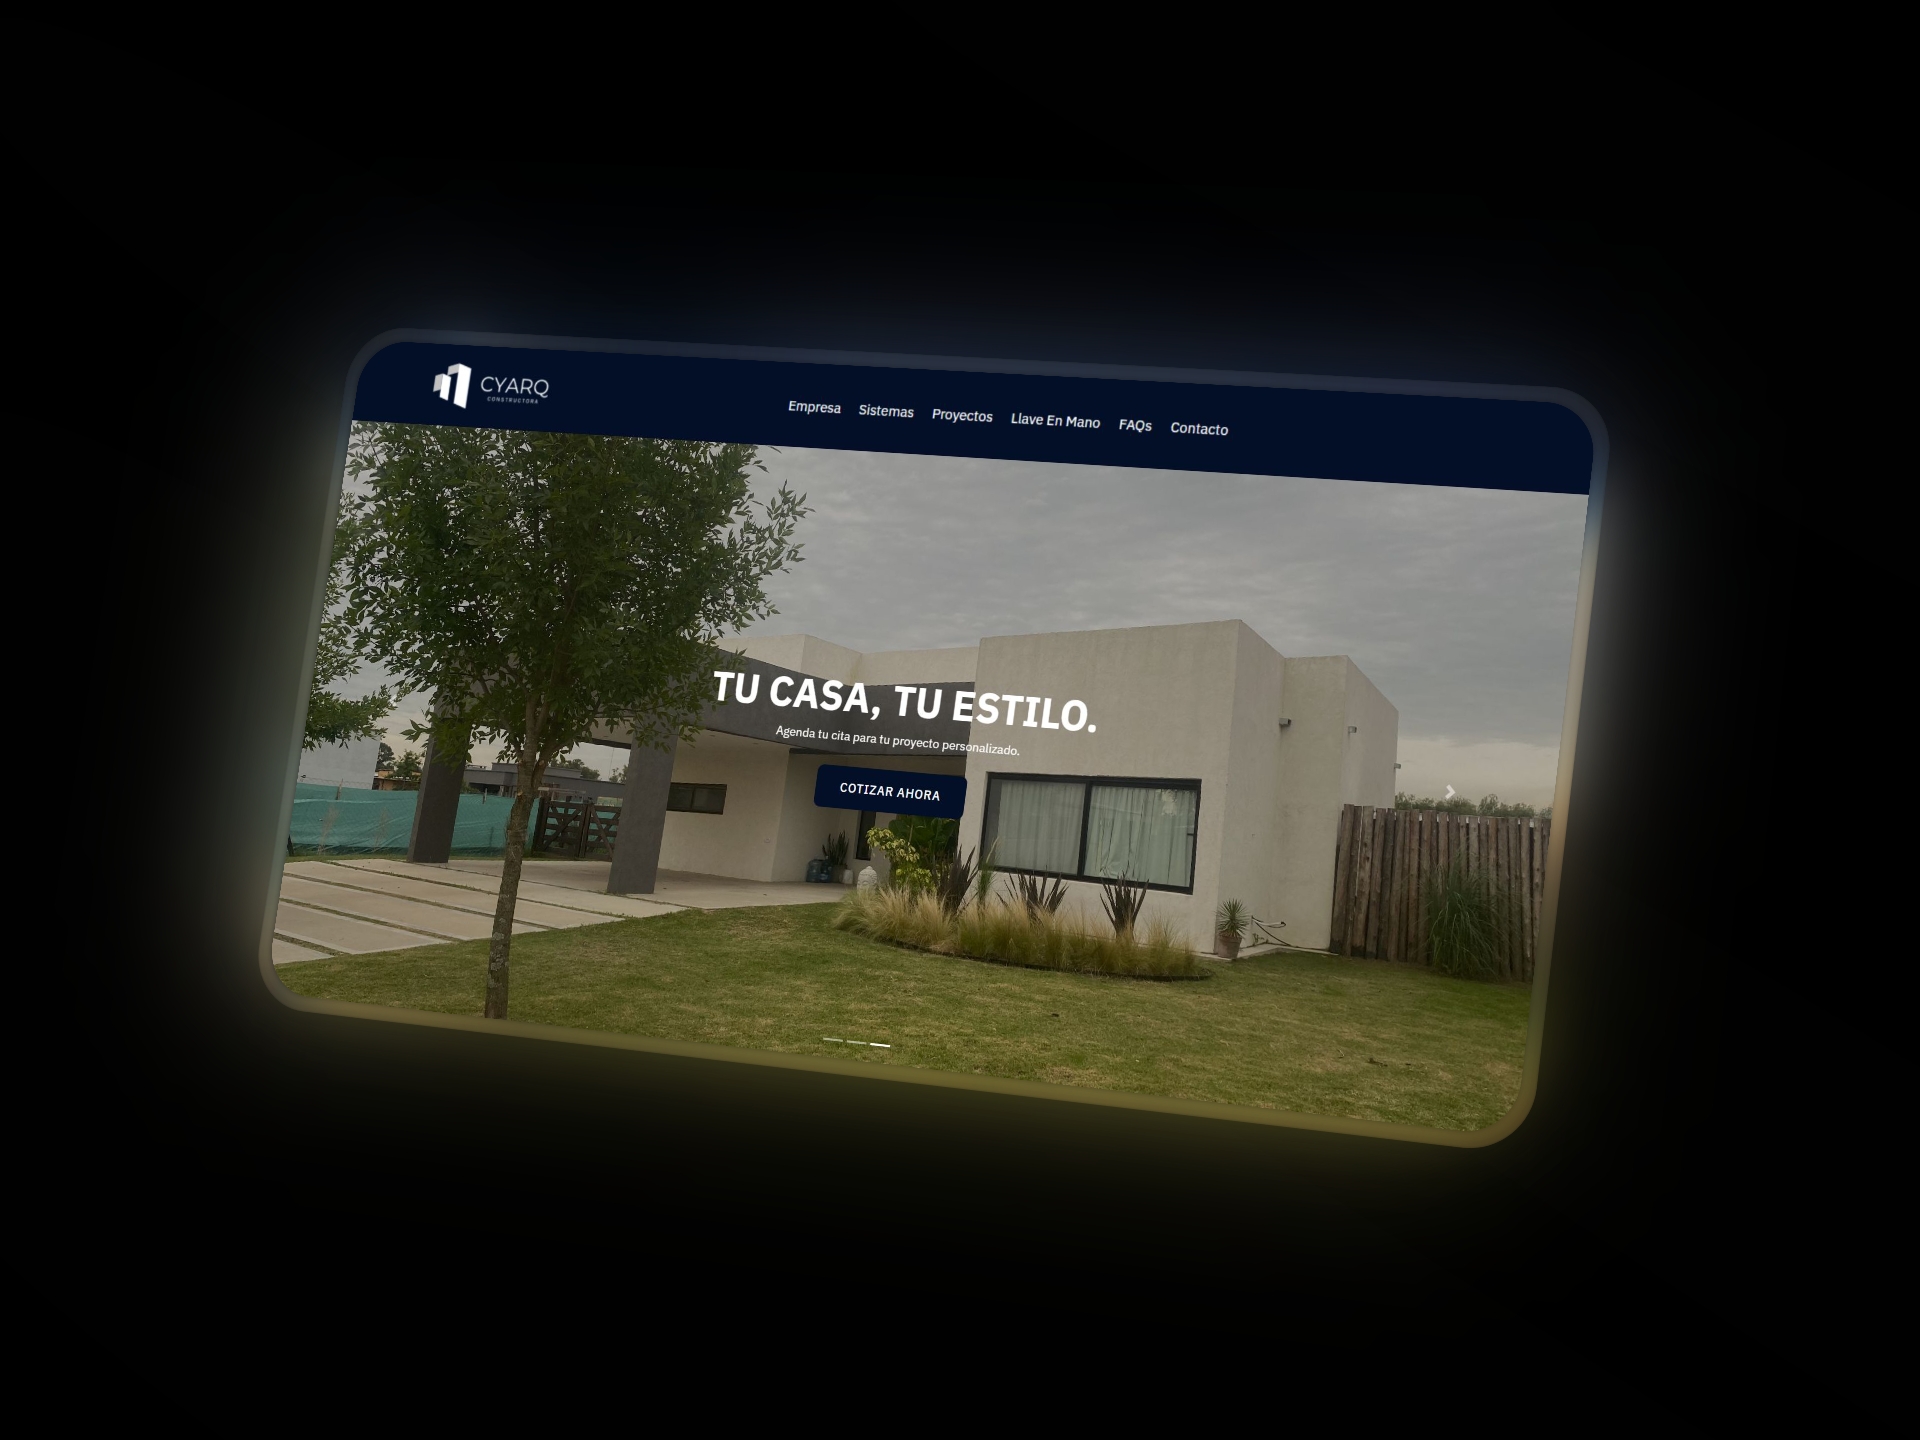 CYARQ
CONSTRUCTORA
Empresa Sistemas Proyectos Llave En Mano FAQs Contacto
TU CASA, TU ESTILO.
Agenda tu cita para tu proyecto personalizado.
COTIZAR AHORA